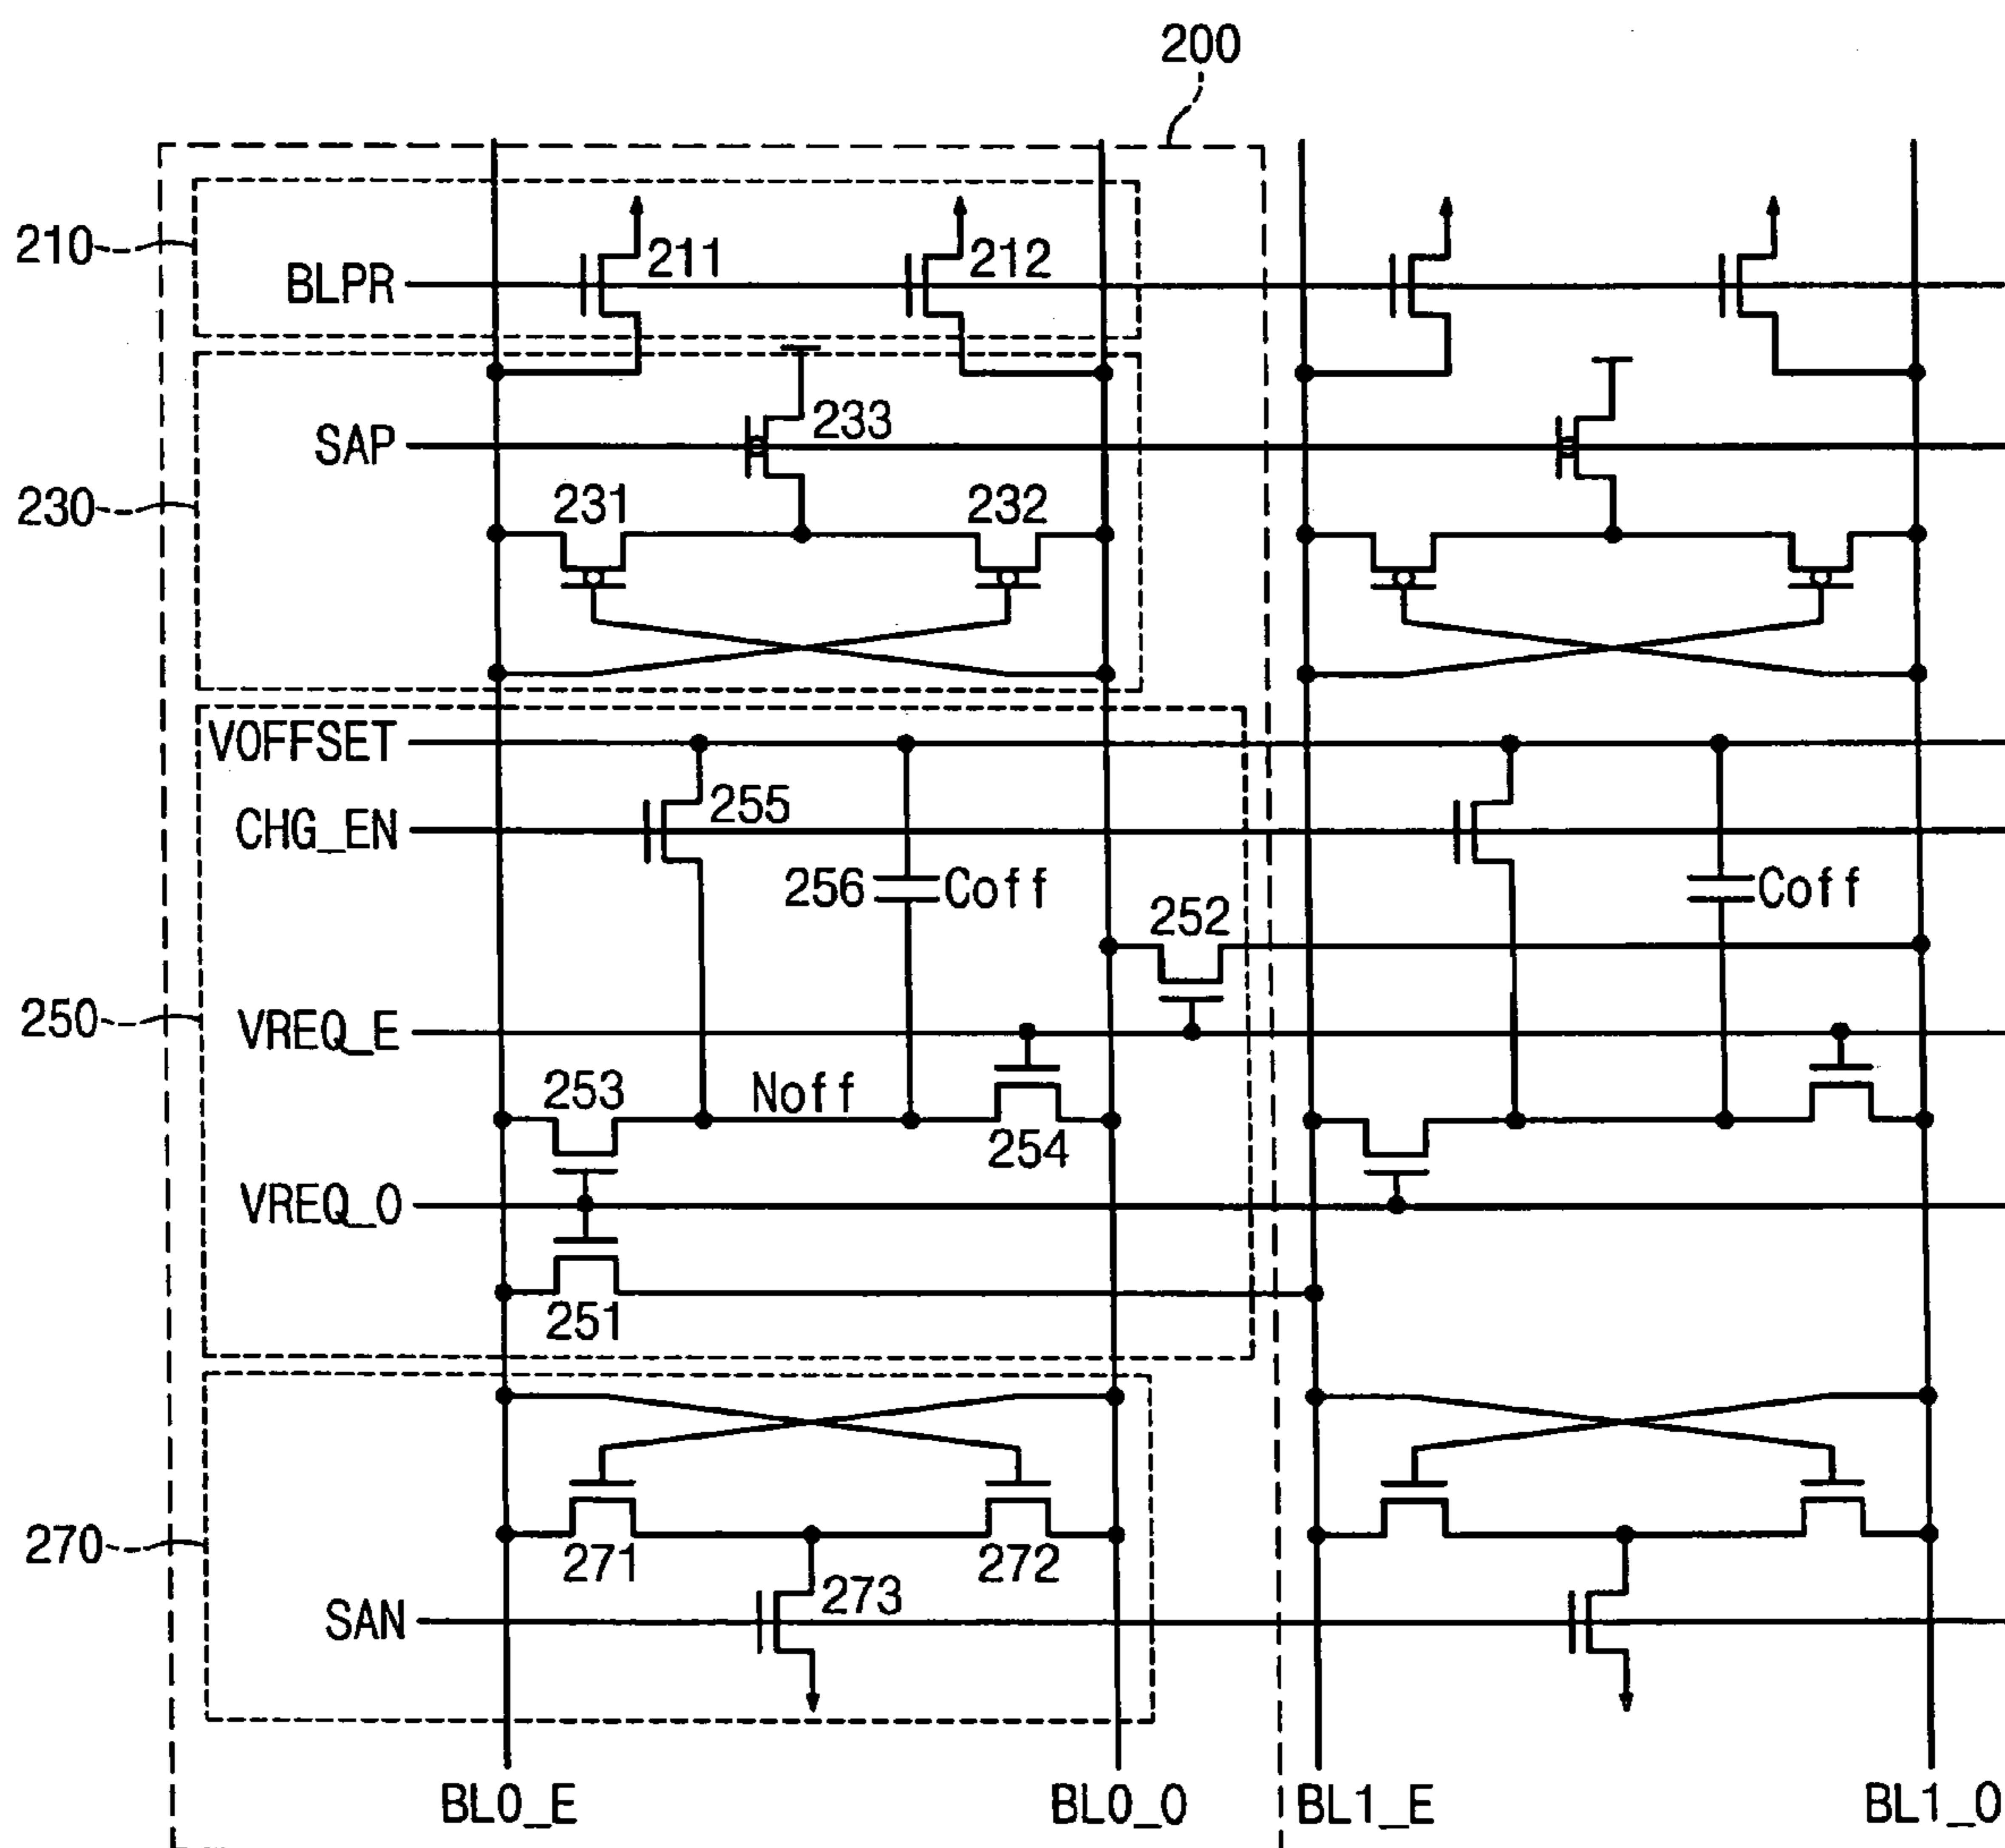 200
210
BLPR
211
212
SAP
233
230
231
232
VOFFSET
CHG_EN
255
256
Coff
Coff
252
250
VREQ_E
253
Noff
254
VREQ_O
251
270
271
272
SAN
273
BL0_E
BL0_O
BL1_E
BL1_O